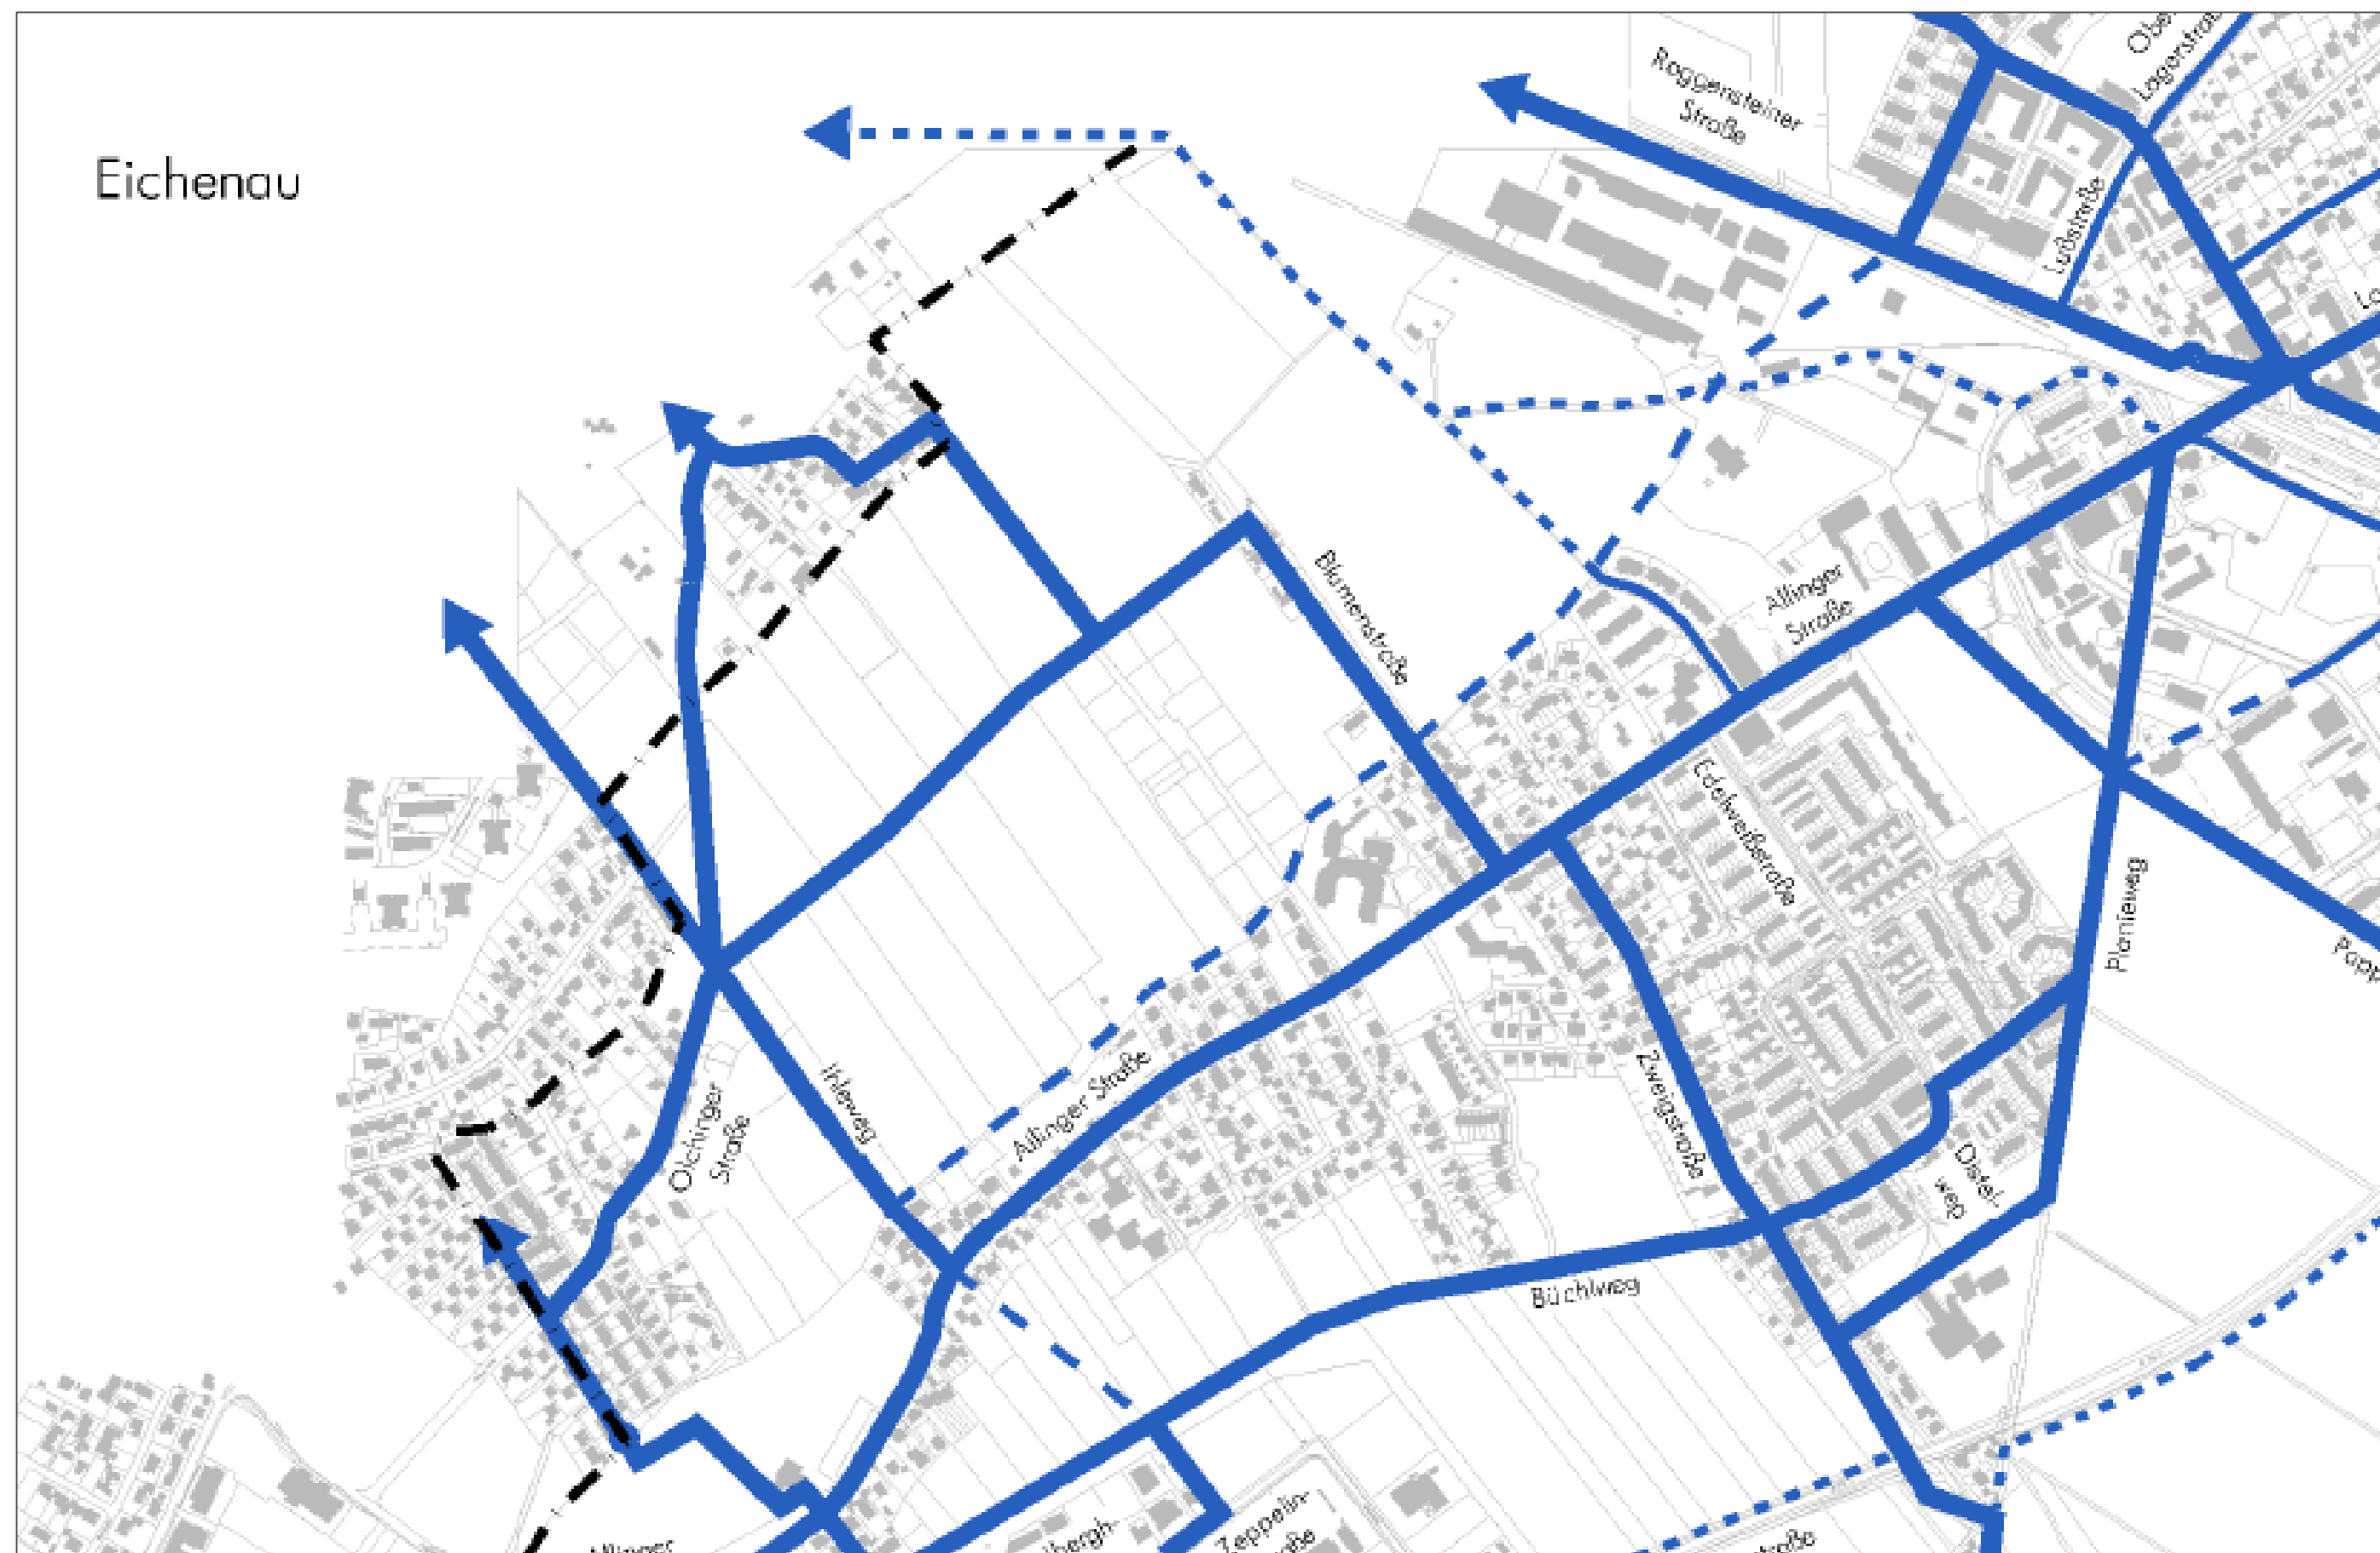 Eichenau
Roggensteiner
Straße
Lagerstraß
Lußstraße
Blumenstraße
Allinger
Straße
Edelweißstraße
Planieweg
Ihleweg
Allinger Straße
Olchinger
Straße
Zweigstraße
Distel-
weg
Büchlweg
Zeppelin-